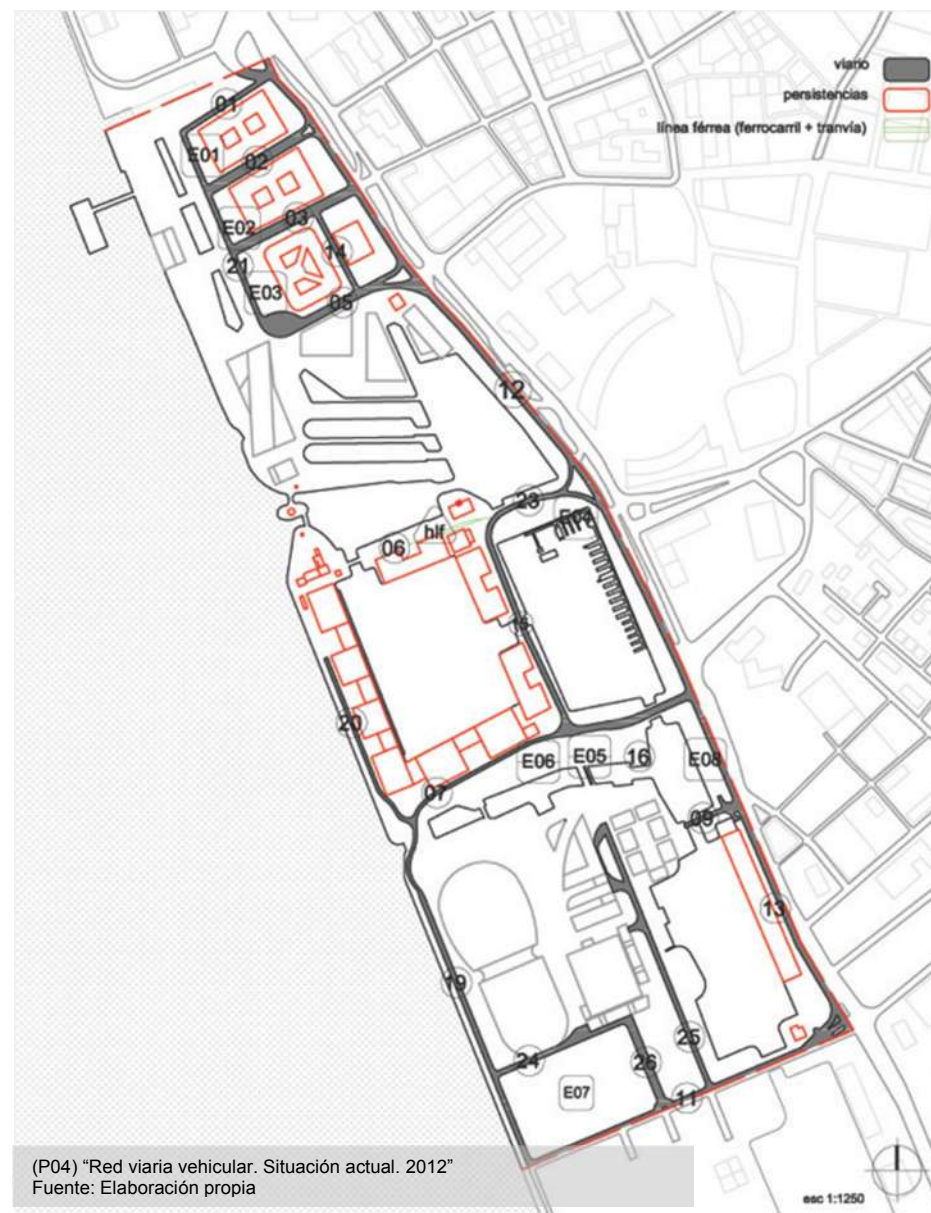 viario
persistencias
línea férrea (ferrocarril + tranvía)
01
E01
02
E02
03
21
14
E03
05
12
23
hlf
06
15
20
E06
E05
16
E08
07
09
13
19
25
24
26
E07
11
(P04) “Red viaria vehicular. Situación actual. 2012”
Fuente: Elaboración propia
esc 1:1250